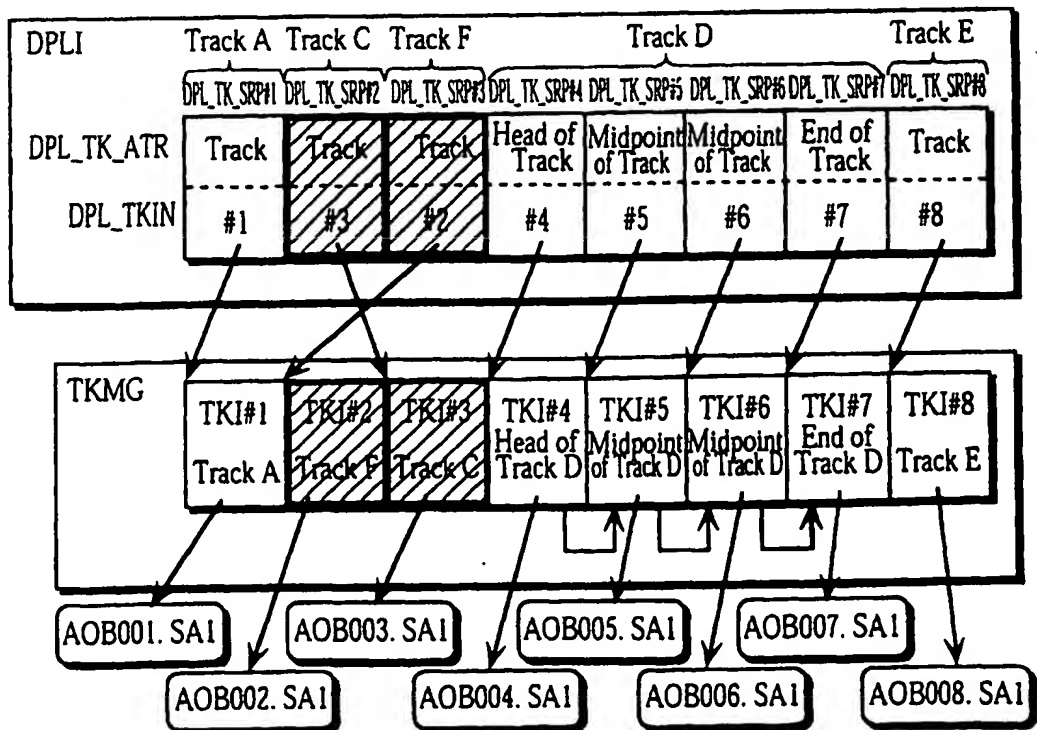 DPLI
Track A Track C Track F Track D Track E
DPL_TK_SRP#1 DPL_TK_SRP#2 DPL_TK_SRP#3 DPL_TK_SRP#4 DPL_TK_SRP#5 DPL_TK_SRP#6 DPL_TK_SRP#7 DPL_TK_SRP#8
DPL_TK_ATR Track Track Track Head of Track Midpoint of Track Midpoint of Track End of Track Track
DPL_TKIN #1 #3 #2 #4 #5 #6 #7 #8
TKMG
TKI#1 TKI#2 TKI#3 TKI#4 TKI#5 TKI#6 TKI#7 TKI#8
Track A Track F Track C Head of Track D Midpoint of Track D Midpoint of Track D End of Track D Track E
AOB001. SA1 AOB003. SA1 AOB005. SA1 AOB007. SA1
AOB002. SA1 AOB004. SA1 AOB006. SA1 AOB008. SA1